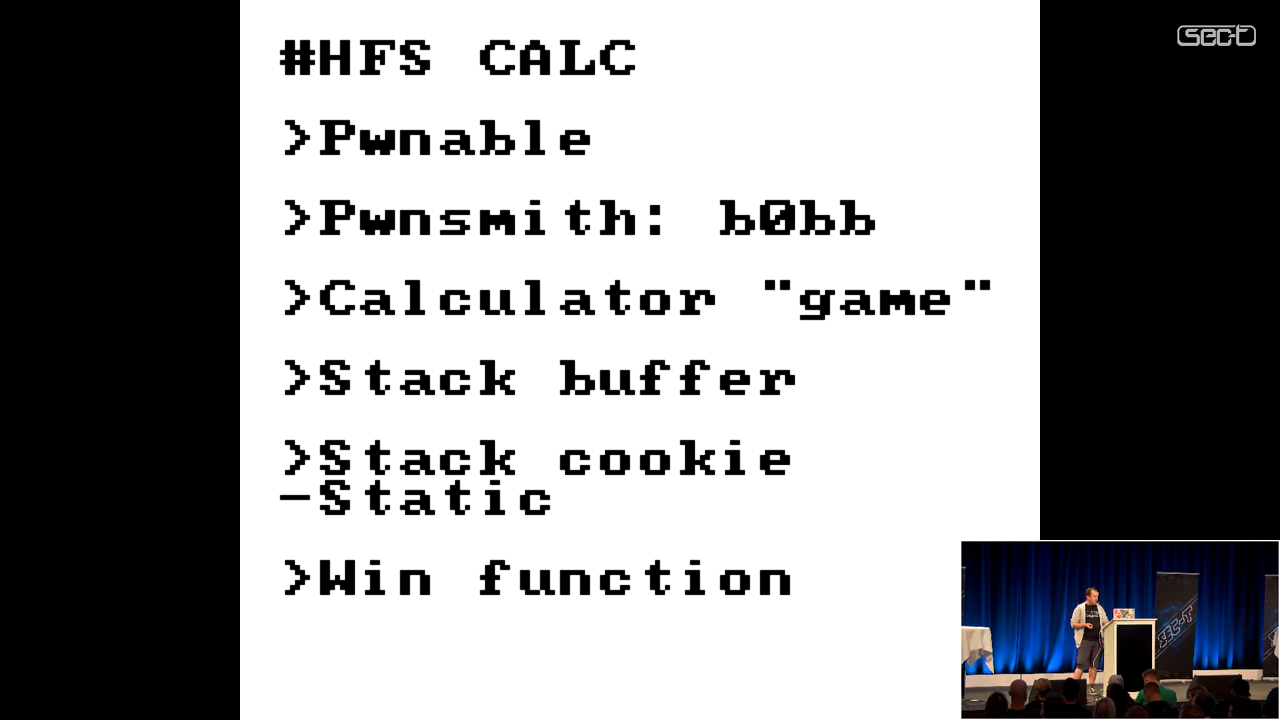 #HFS CALC
>Pwnable
>Pwnsmith: b0bb
>Calculator "game"
>Stack buffer
>Stack cookie
-Static
>Win function
sec-t